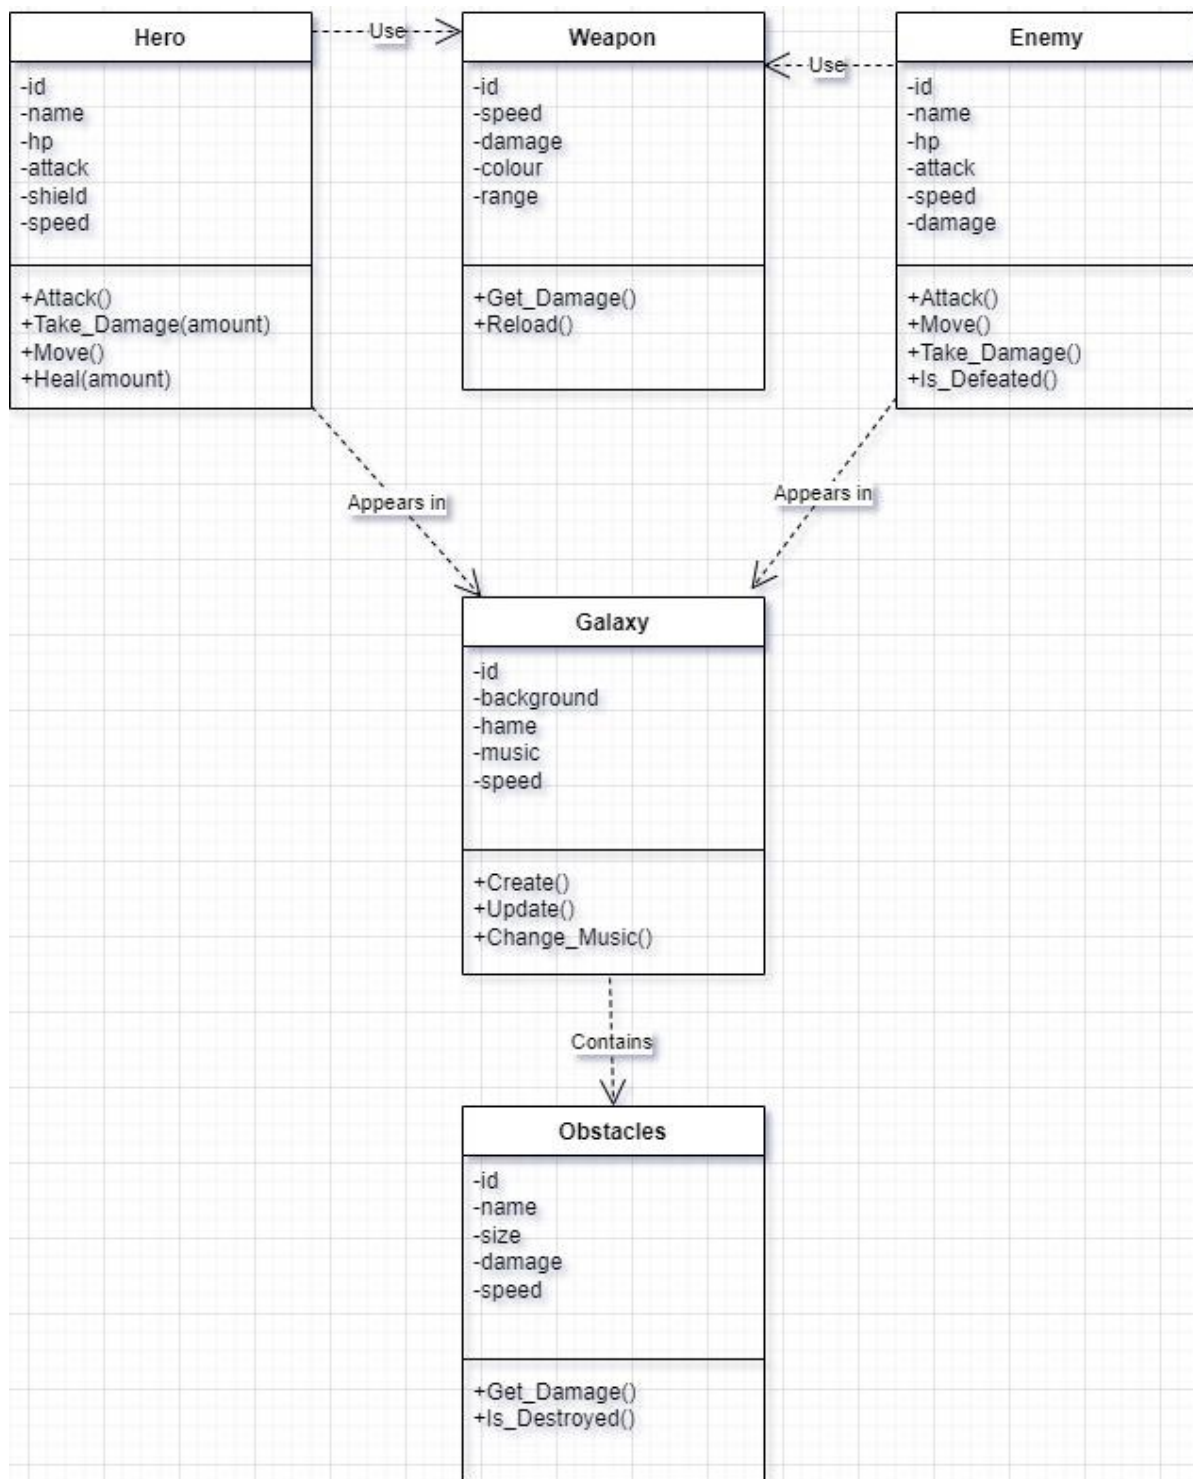 Hero
-id
-name
-hp
-attack
-shield
-speed
+Attack()
+Take_Damage(amount)
+Move()
+Heal(amount)
Use
Weapon
-id
-speed
-damage
-colour
-range
+Get_Damage()
+Reload()
Use
Enemy
-id
-name
-hp
-attack
-speed
-damage
+Attack()
+Move()
+Take_Damage()
+Is_Defeated()
Appears in
Appears in
Galaxy
-id
-background
-hame
-music
-speed
+Create()
+Update()
+Change_Music()
Contains
Obstacles
-id
-name
-size
-damage
-speed
+Get_Damage()
+Is_Destroyed()